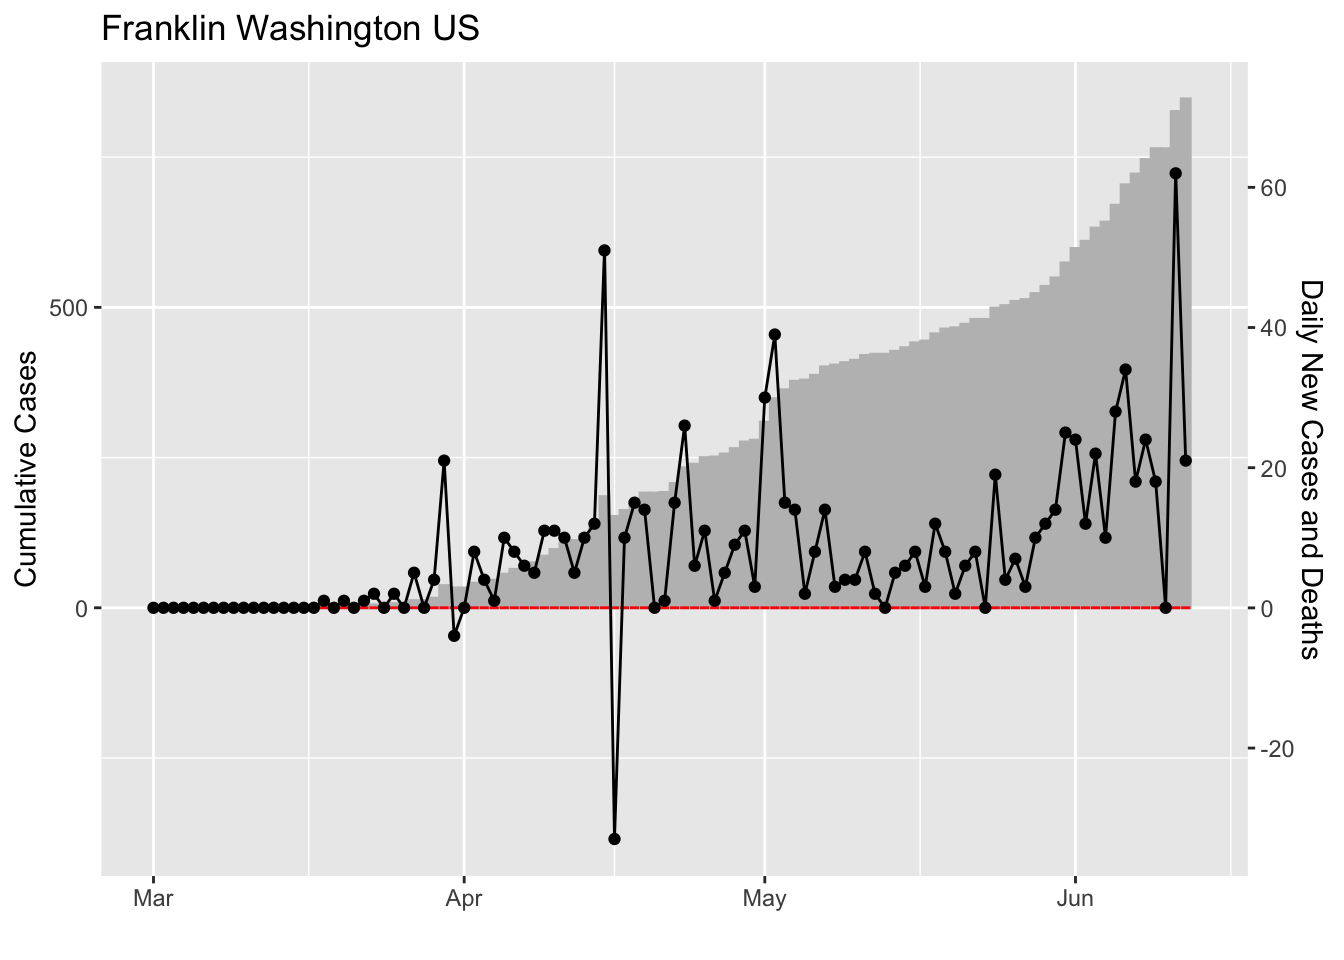 Franklin Washington US
Cumulative Cases
500
0
60
40
20
0
-20
Daily New Cases and Deaths
Mar
Apr
May
Jun